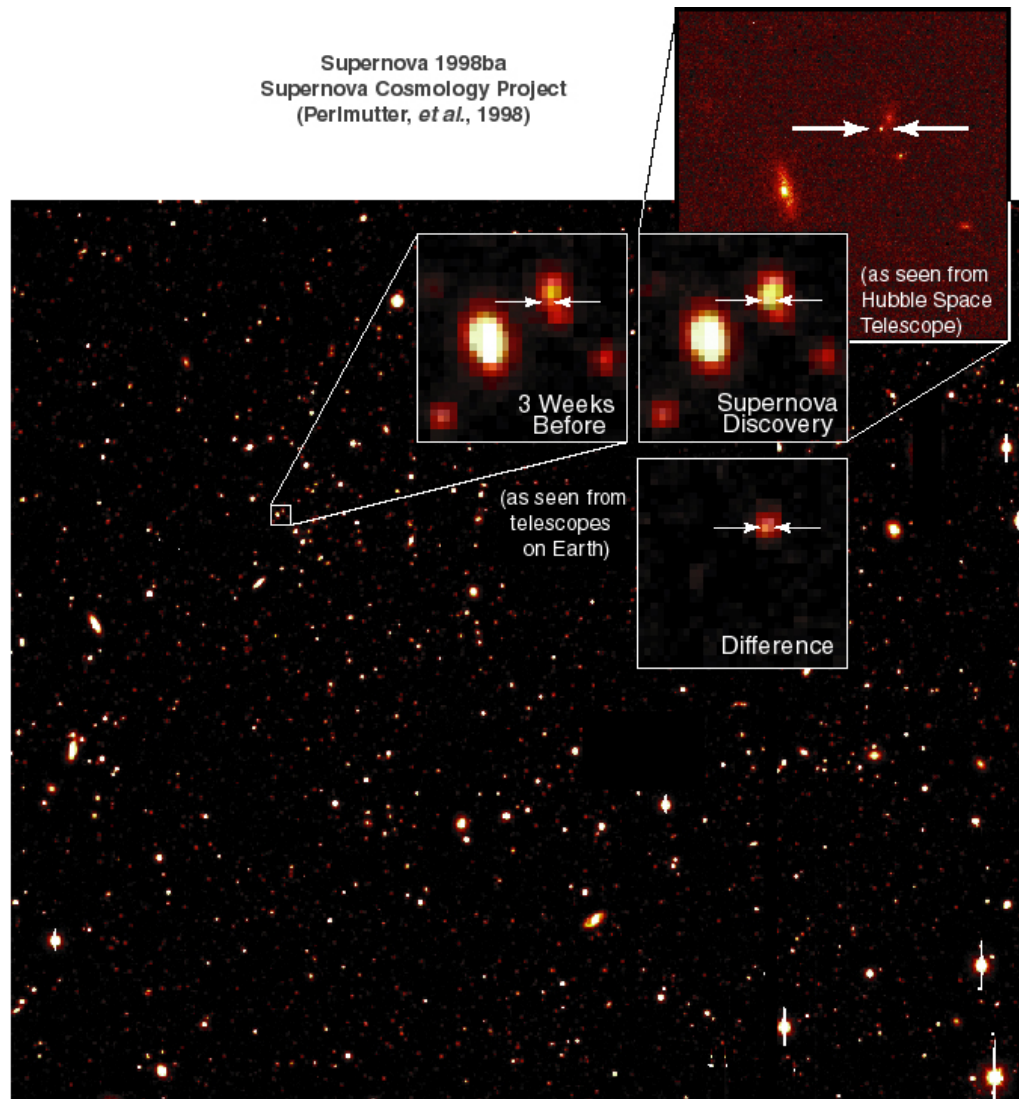 Supernova 1998ba
Supernova Cosmology Project
(Perlmutter, et al., 1998)
(as seen from
Hubble Space
Telescope)
3 Weeks
Before
Supernova
Discovery
(as seen from
telescopes
on Earth)
Difference